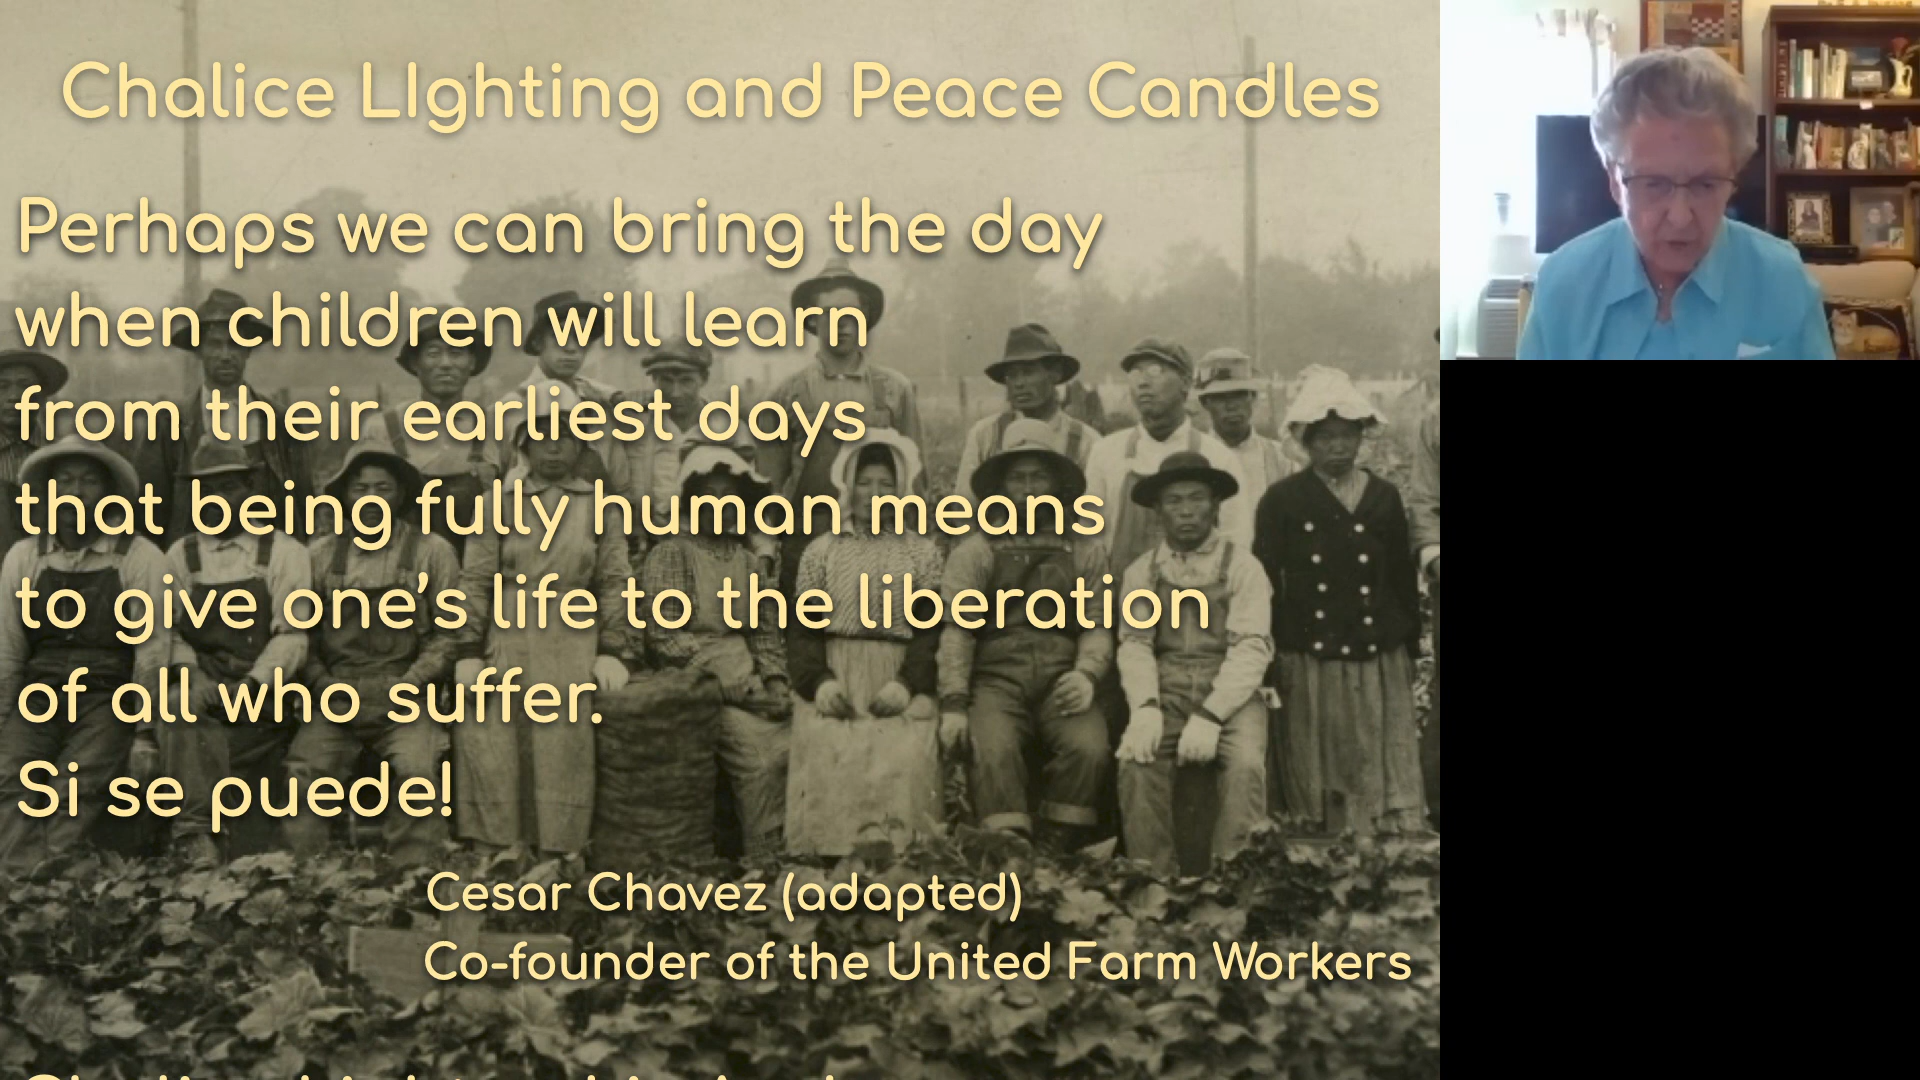 Chalice LIghting and Peace Candles
Perhaps we can bring the day
when children will learn
from their earliest days
that being fully human means
to give one’s life to the liberation
of all who suffer.
Si se puede!
Cesar Chavez (adapted)
Co-founder of the United Farm Workers